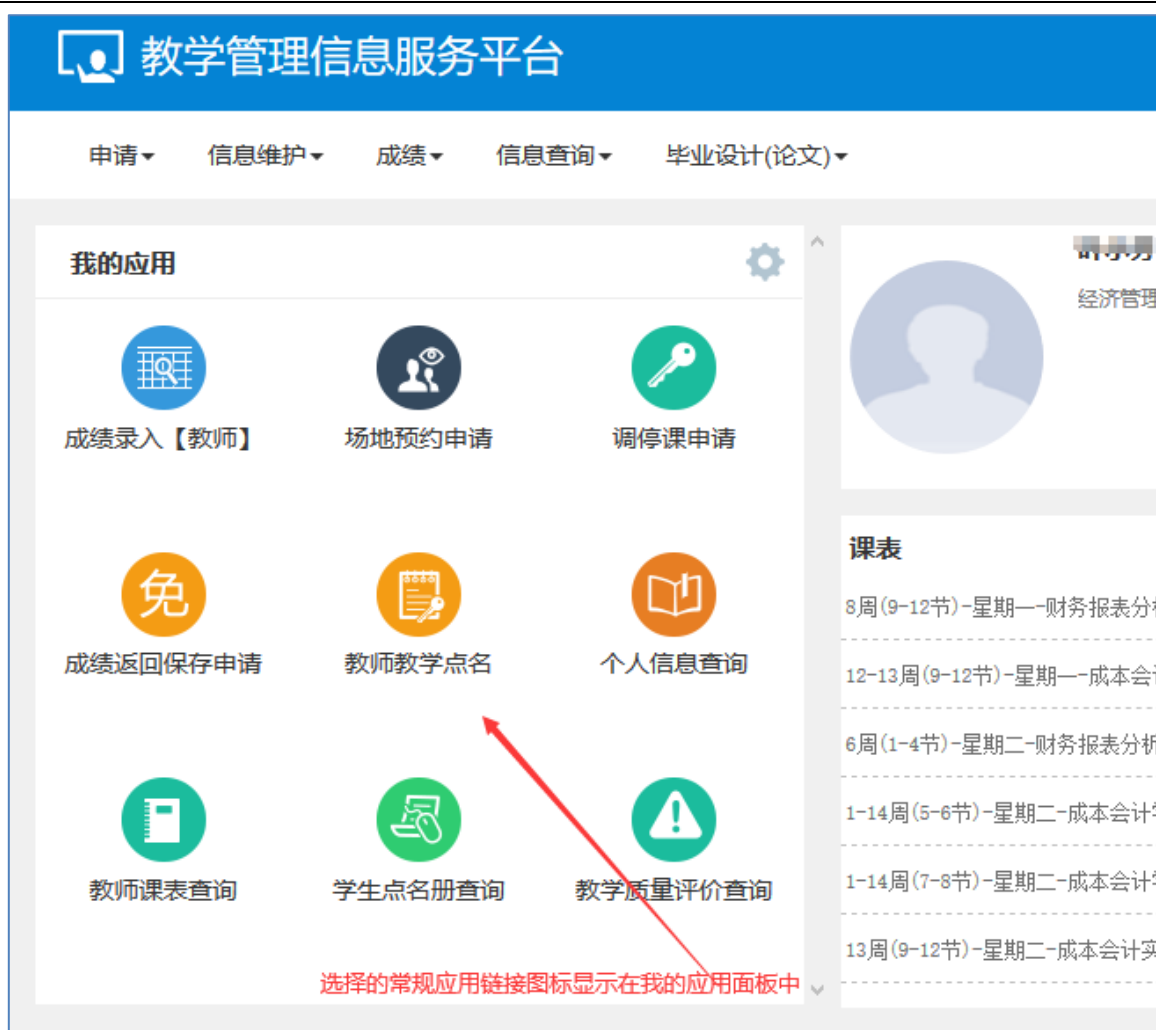 教学管理信息服务平台
申请 信息维护 成绩 信息查询 毕业设计(论文)
我的应用
成绩录入【教师】 场地预约申请 调停课申请
免
成绩返回保存申请 教师教学点名 个人信息查询
教师课表查询 学生点名册查询 教学质量评价查询
选择的常规应用链接图标显示在我的应用面板中
经济管理
课表
8周(9-12节)-星期一-财务报表分
12-13周(9-12节)-星期一-成本会
6周(1-4节)-星期二-财务报表分析
1-14周(5-6节)-星期二-成本会计
1-14周(7-8节)-星期二-成本会计
13周(9-12节)-星期二-成本会计实